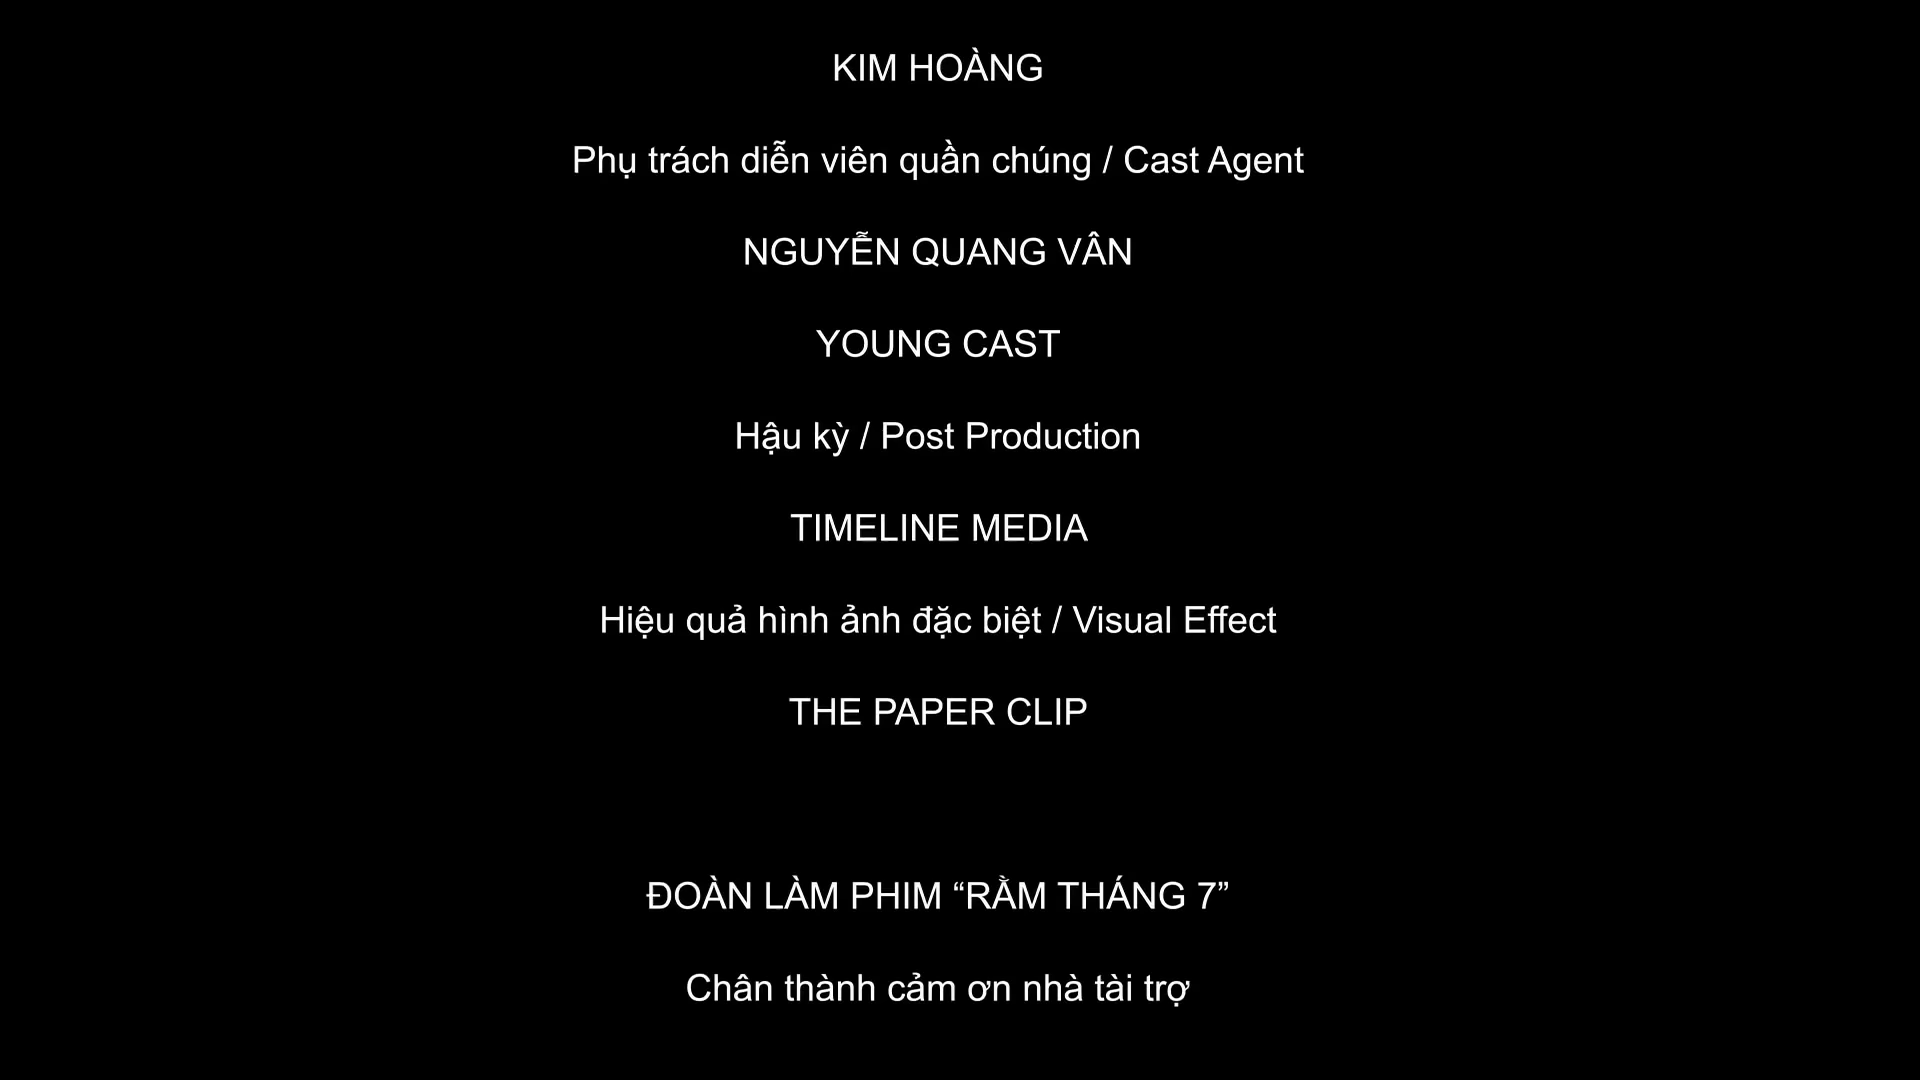 KIM HOÀNG
Phụ trách diễn viên quần chúng / Cast Agent
NGUYỄN QUANG VÂN
YOUNG CAST
Hậu kỳ / Post Production
TIMELINE MEDIA
Hiệu quả hình ảnh đặc biệt / Visual Effect
THE PAPER CLIP
ĐOÀN LÀM PHIM “RẰM THÁNG 7”
Chân thành cảm ơn nhà tài trợ